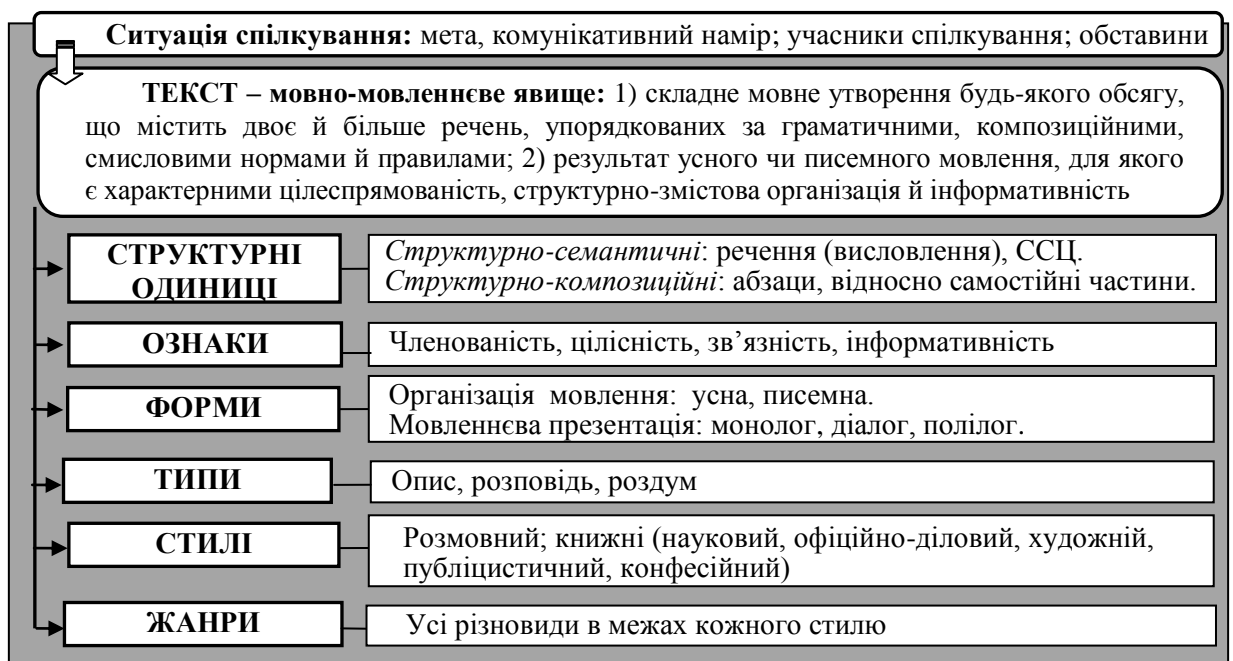 Ситуація спілкування: мета, комунікативний намір; учасники спілкування; обставини
ТЕКСТ – мовно-мовленнєве явище: 1) складне мовне утворення будь-якого обсягу,
що містить двоє й більше речень, упорядкованих за граматичними, композиційними,
смисловими нормами й правилами; 2) результат усного чи писемного мовлення, для якого
є характерними цілеспрямованість, структурно-змістова організація й інформативність
СТРУКТУРНІ
ОДИНИЦІ
Структурно-семантичні: речення (висловлення), ССЦ.
Структурно-композиційні: абзаци, відносно самостійні частини.
ОЗНАКИ
Членованість, цілісність, зв’язність, інформативність
ФОРМИ
Організація мовлення: усна, писемна.
Мовленнєва презентація: монолог, діалог, полілог.
ТИПИ
Опис, розповідь, роздум
СТИЛІ
Розмовний; книжні (науковий, офіційно-діловий, художній,
публіцистичний, конфесійний)
ЖАНРИ
Усі різновиди в межах кожного стилю